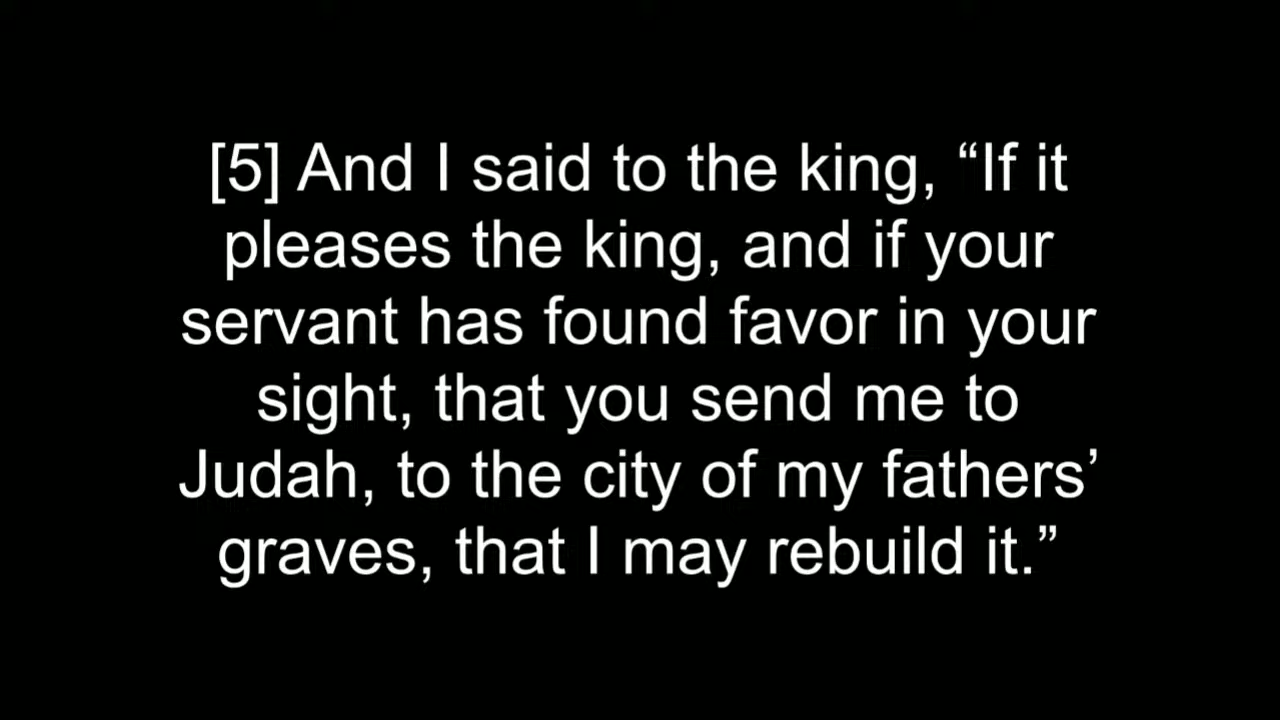 [5] And I said to the king, “If it
pleases the king, and if your
servant has found favor in your
sight, that you send me to
Judah, to the city of my fathers’
graves, that I may rebuild it.”